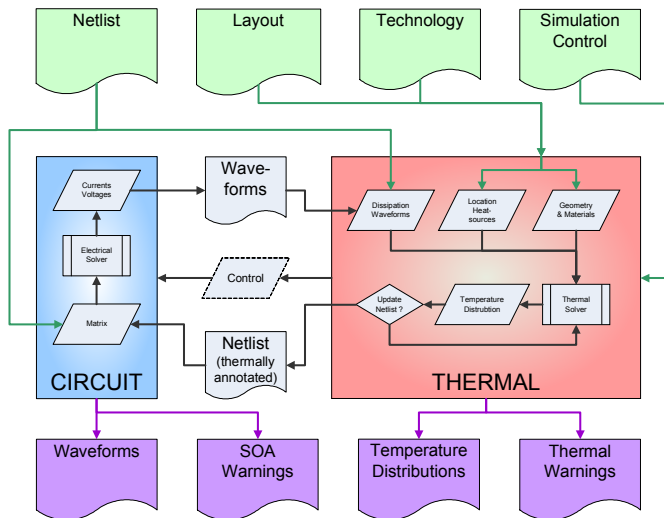 Netlist
Layout
Technology
Simulation
Control
Currents
Voltages
Wave-
forms
Dissipation
Waveforms
Location
Heat-
sources
Geometry
& Materials
Electrical
Solver
Control
Update
Netlist ?
Temperature
Distrubtion
Thermal
Solver
Matrix
Netlist
(thermally
annotated)
CIRCUIT
THERMAL
Waveforms
SOA
Warnings
Temperature
Distributions
Thermal
Warnings